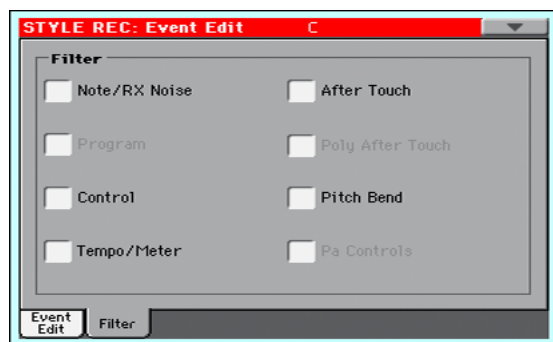 STYLE REC: Event Edit C
Filter
Note/RX Noise After Touch
Program Poly After Touch
Control Pitch Bend
Tempo/Meter Pa Controls
Event Edit Filter